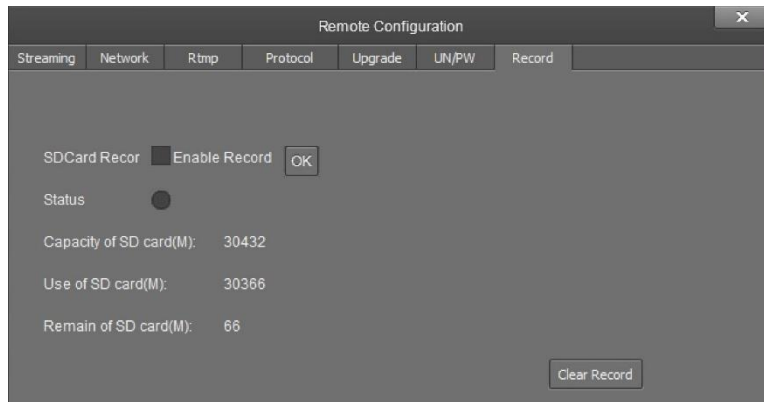 Remote Configuration
X
Streaming Network Rtmp Protocol Upgrade UN/PW Record
SDCard Recor Enable Record OK
Status
Capacity of SD card(M): 30432
Use of SD card(M): 30366
Remain of SD card(M): 66
Clear Record